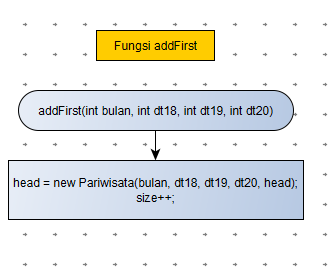 Fungsi addFirst
addFirst(int bulan, int dt18, int dt19, int dt20)
head = new Pariwisata(bulan, dt18, dt19, dt20, head);
size++;